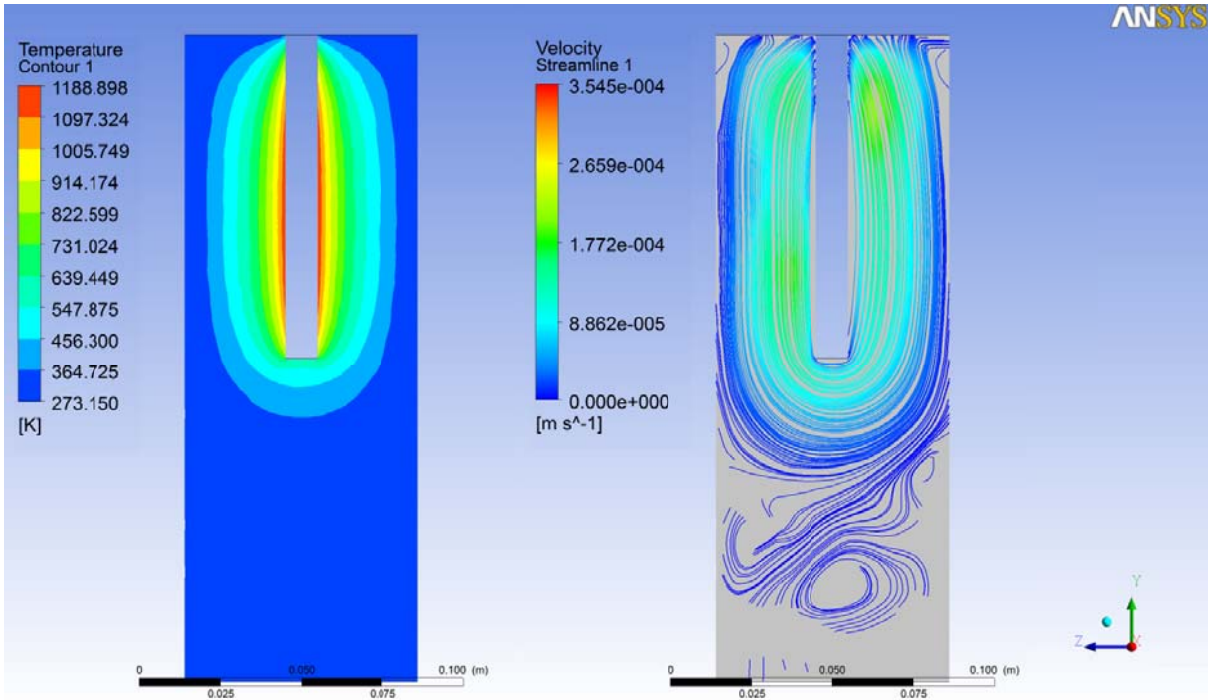 ANSYS
Temperature
Contour 1
1188.898
1097.324
1005.749
914.174
822.599
731.024
639.449
547.875
456.300
364.725
273.150
[K]
Velocity
Streamline 1
3.545e-004
2.659e-004
1.772e-004
8.862e-005
0.000e+000
[m s^-1]
0 0.050 0.100 (m)
0.025 0.075
0 0.050 0.100 (m)
0.025 0.075
Y
Z X